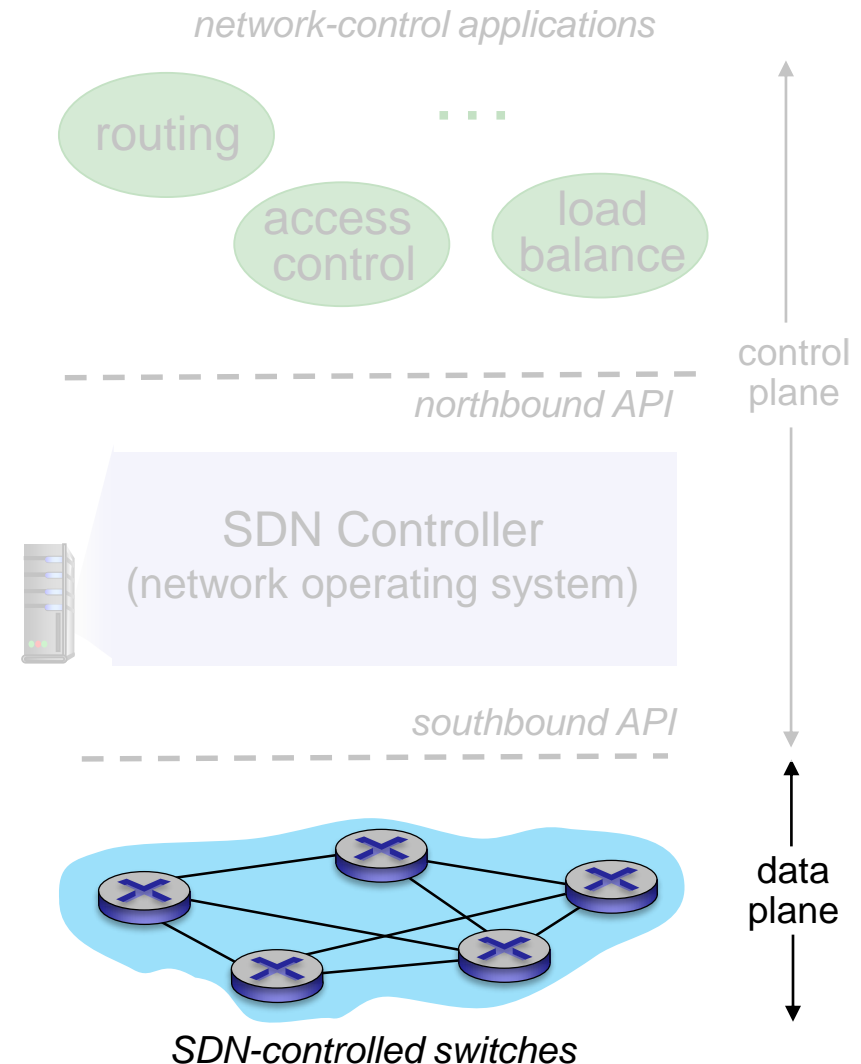 network-control applications
routing
...
access
control
load
balance
control
plane
northbound API
SDN Controller
(network operating system)
southbound API
data
plane
SDN-controlled switches